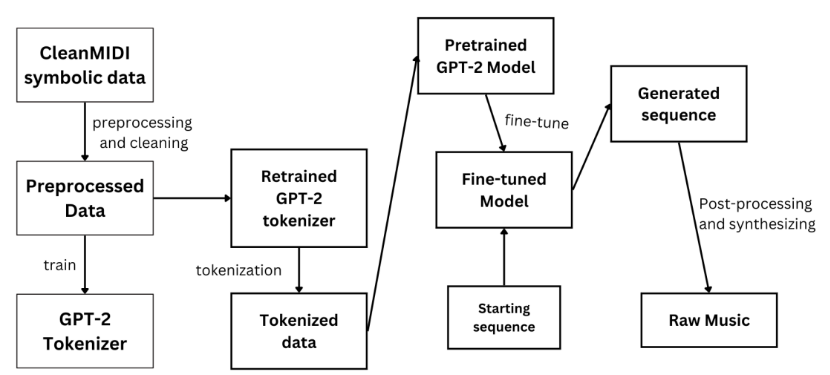 CleanMIDI
symbolic data
preprocessing
and cleaning
Preprocessed
Data
train
GPT-2
Tokenizer
Retrained
GPT-2
tokenizer
tokenization
Tokenized
data
Pretrained
GPT-2 Model
fine-tune
Fine-tuned
Model
Starting
sequence
Generated
sequence
Post-processing
and synthesizing
Raw Music